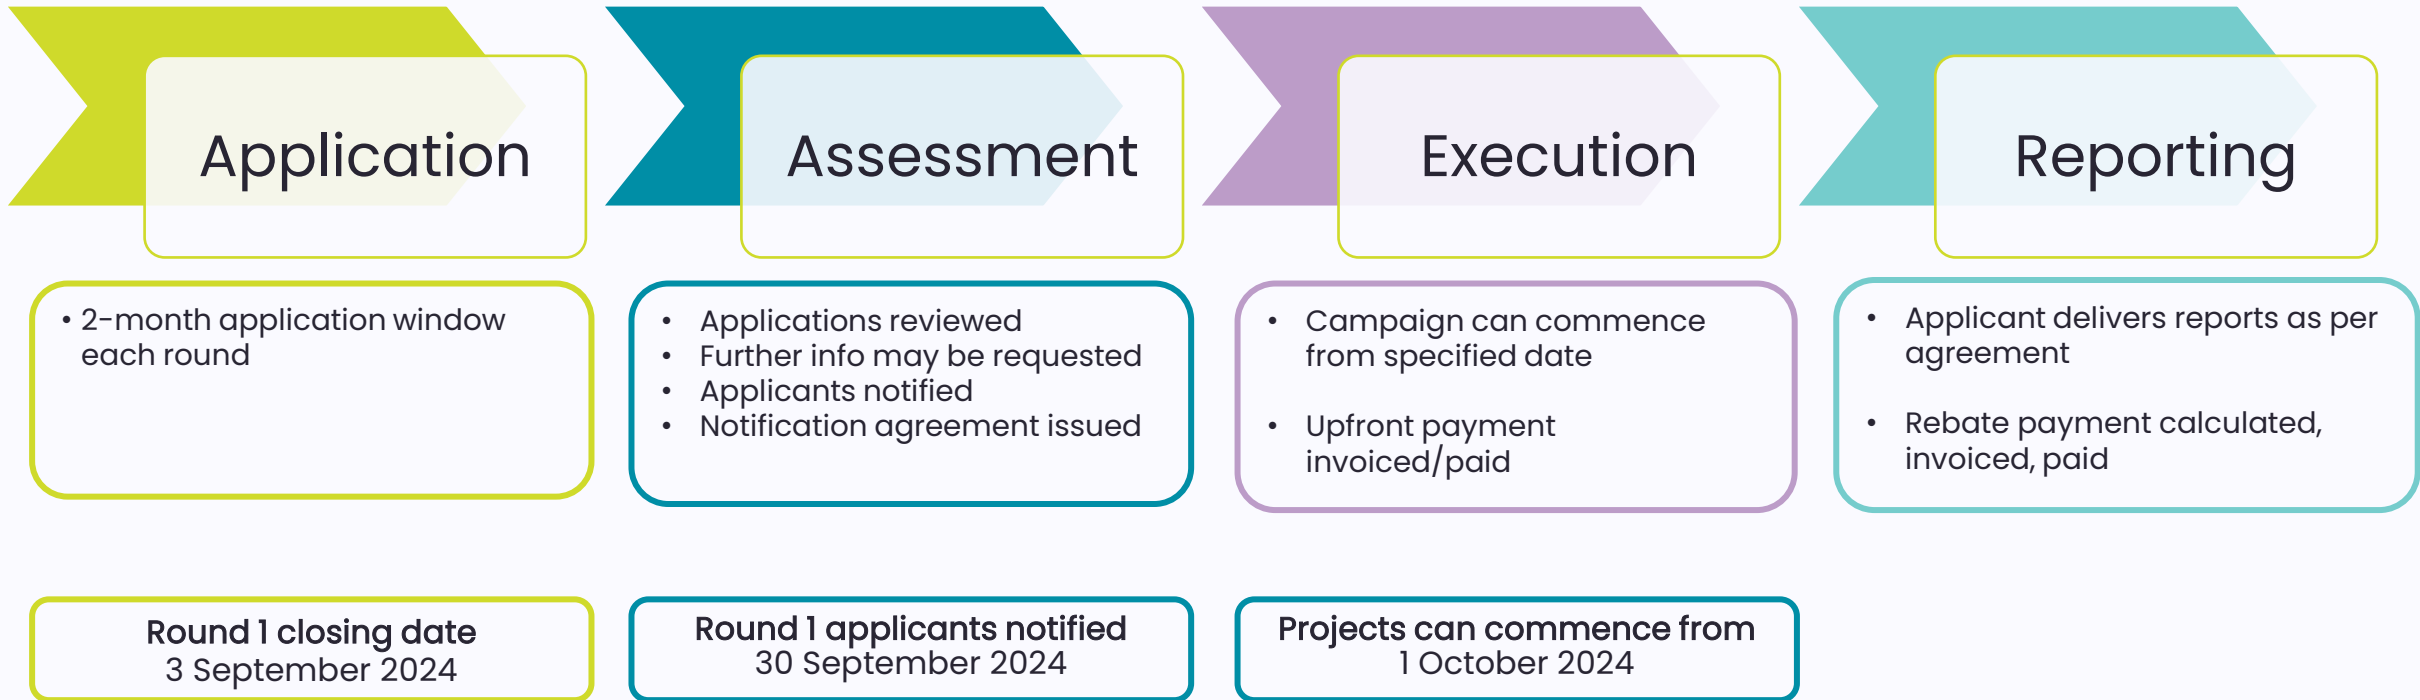 Application
Assessment
Execution
Reporting
• 2-month application window
each round
• Applications reviewed
• Further info may be requested
• Applicants notified
• Notification agreement issued
• Campaign can commence
from specified date
• Upfront payment
invoiced/paid
• Applicant delivers reports as per
agreement
• Rebate payment calculated,
invoiced, paid
Round 1 closing date
3 September 2024
Round 1 applicants notified
30 September 2024
Projects can commence from
1 October 2024